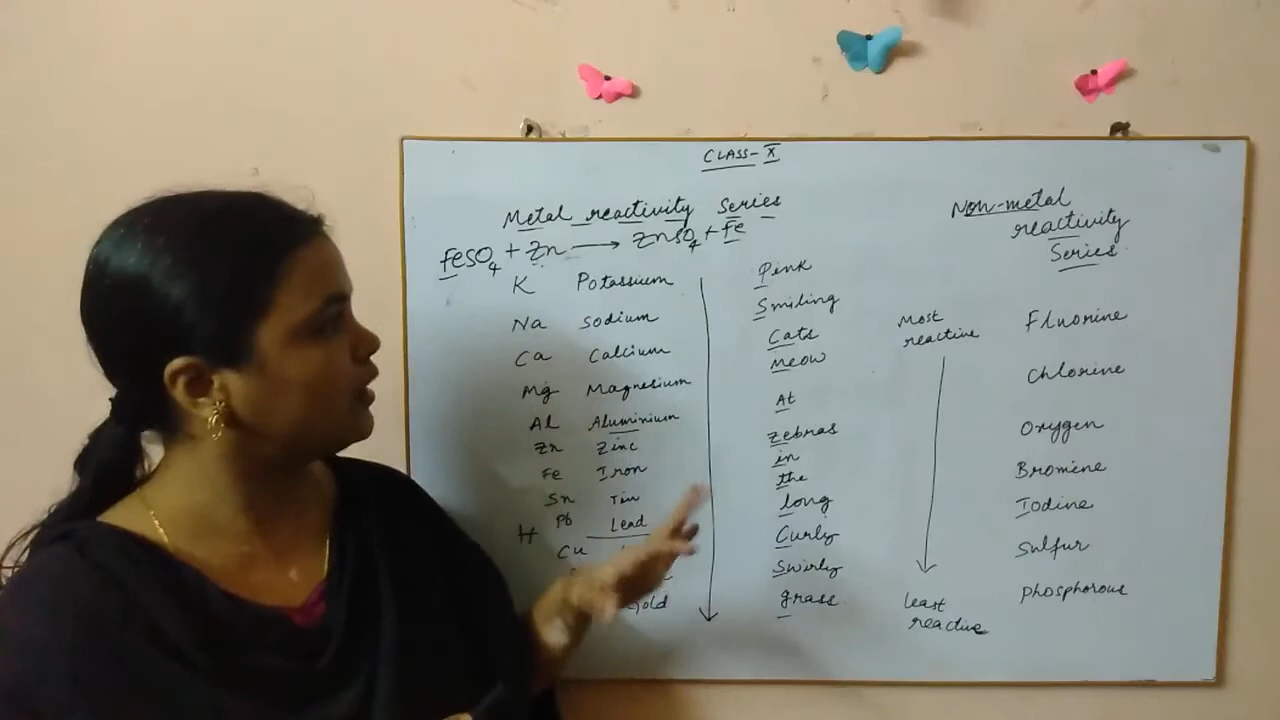 CLASS-X
Metal reactivity Series
FeSO4 + Zn → ZnSO4 + Fe
K Potassium
Na Sodium
Ca Calcium
Mg Magnesium
Al Aluminium
Zn Zinc
Fe Iron
Sn Tin
Pb Lead
H
Cu
Gold
Pink
Smiling
Cats
Meow
At
Zebras
in
the
long
Curly
Swirly
grass
Non-metal
reactivity
Series
Most
reactive
least
reactive
Fluorine
Chlorine
Oxygen
Bromine
Iodine
Sulfur
Phosphorous